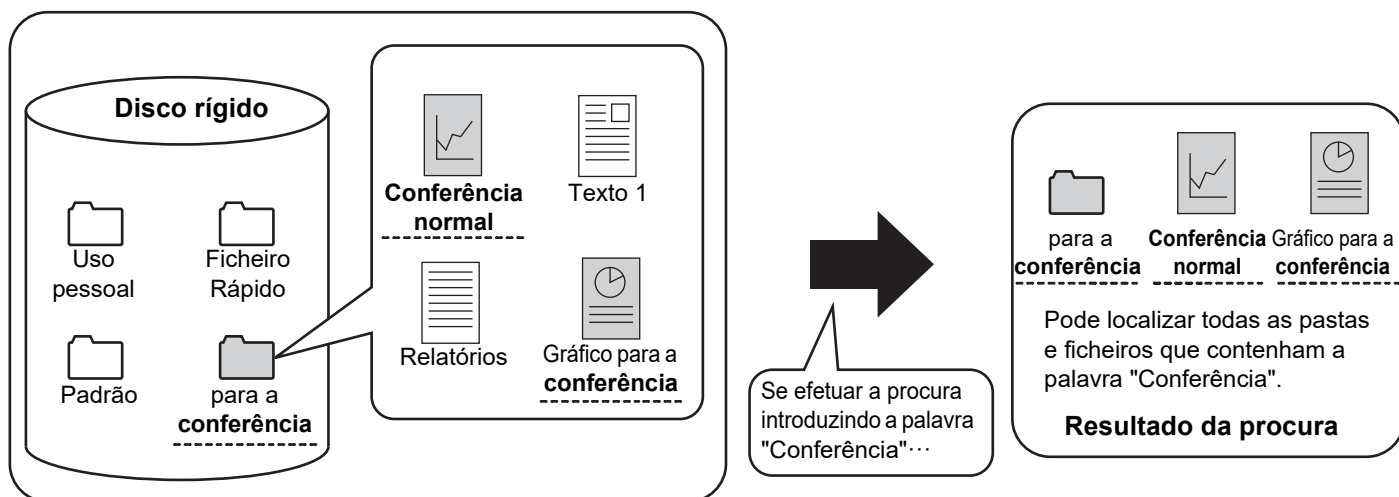 Disco rígido
Uso
pessoal
Ficheiro
Rápido
Padrão
para a
conferência
Conferência
normal
Texto 1
Relatórios
Gráfico para a
conferência
Se efetuar a procura
introduzindo a palavra
"Conferência"···
para a
conferência
Conferência
normal
Gráfico para a
conferência
Pode localizar todas as pastas
e ficheiros que contenham a
palavra "Conferência".
Resultado da procura